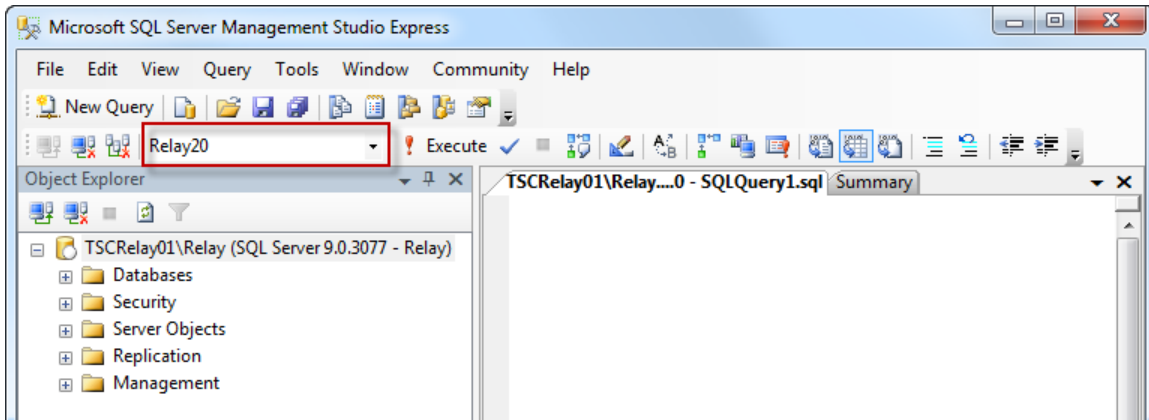 Microsoft SQL Server Management Studio Express
File Edit View Query Tools Window Community Help
New Query
Relay20 Execute
Object Explorer
TSCRelay01\Relay....0 - SQLQuery1.sql Summary
TSCRelay01\Relay (SQL Server 9.0.3077 - Relay)
Databases
Security
Server Objects
Replication
Management